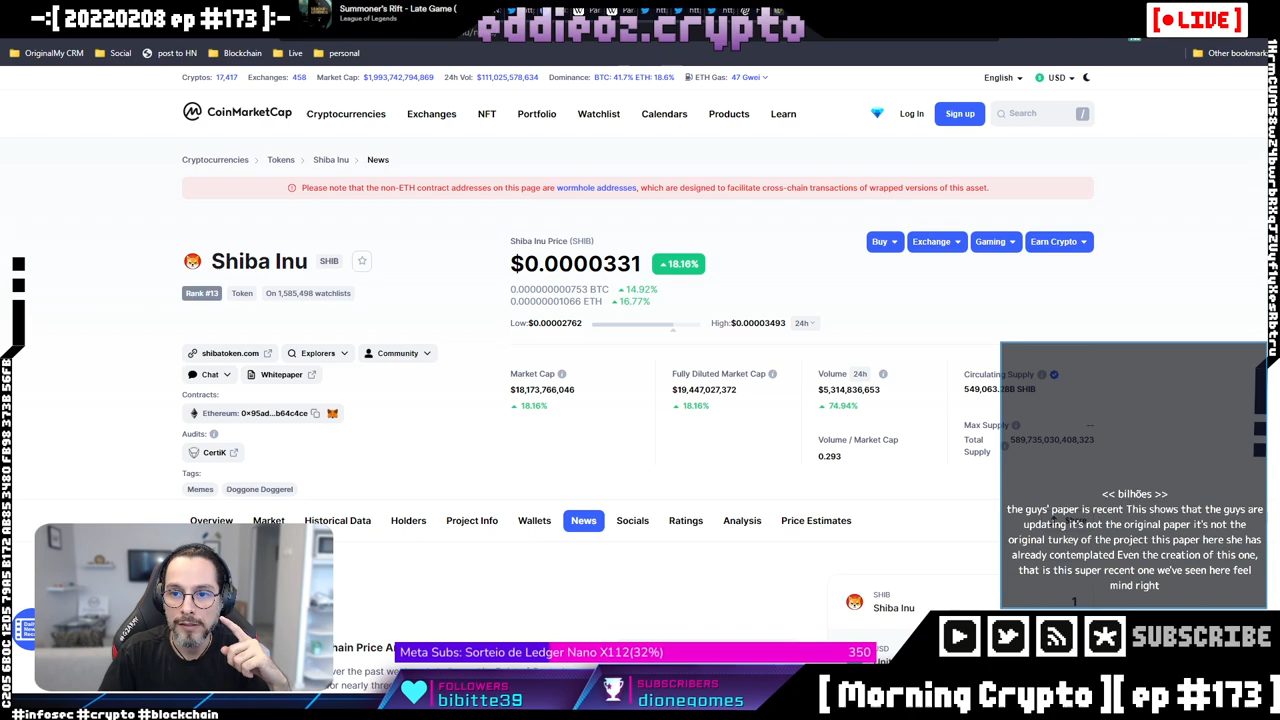 -:[ 20220208 ep #173 ]:-
Summoner's Rift - Late Game (
League of Legends
eddieoz.crypto
[• LIVE ]
OriginalMy CRM
Social
post to HN
Blockchain
Live
personal
Other bookmark
Cryptos: 17,417 Exchanges: 458 Market Cap: $1,993,742,794,869 24h Vol: $111,025,578,634 Dominance: BTC: 41.7% ETH: 18.6% ETH Gas: 47 Gwei
English
USD
CoinMarketCap
Cryptocurrencies
Exchanges
NFT
Portfolio
Watchlist
Calendars
Products
Learn
Log In
Sign up
Search
/
Cryptocurrencies > Tokens > Shiba Inu > News
Please note that the non-ETH contract addresses on this page are wormhole addresses, which are designed to facilitate cross-chain transactions of wrapped versions of this asset.
Shiba Inu Price (SHIB)
Buy
Exchange
Gaming
Earn Crypto
Shiba Inu SHIB
$0.0000331 18.16%
Rank #13
Token
On 1,585,498 watchlists
0.000000000753 BTC 14.92%
0.00000001066 ETH 16.77%
Low:$0.00002762
High:$0.00003493
24h
shibatoken.com
Explorers
Community
Chat
Whitepaper
Contracts:
Ethereum: 0x95ad...b64c4ce
Audits:
CertiK
Tags:
Memes
Doggone Doggerel
Market Cap
$18,173,766,046
18.16%
Fully Diluted Market Cap
$19,447,027,372
18.16%
Volume 24h
$5,314,836,653
74.94%
Volume / Market Cap
0.293
Circulating Supply
549,063.28B SHIB
Max Supply
--
Total Supply
589,735,030,408,323
<< bilhões >>
the guys' paper is recent This shows that the guys are
updating it's not the original paper it's not the
original turkey of the project this paper here she has
already contemplated Even the creation of this one,
that is this super recent one we've seen here feel
mind right
Overview
Market
Historical Data
Holders
Project Info
Wallets
News
Socials
Ratings
Analysis
Price Estimates
SHIB
Shiba Inu
1
Meta Subs: Sorteio de Ledger Nano X112(32%)
350
FOLLOWERS
bibitte39
SUBSCRIBERS
dionegomes
SUBSCRIBE
[ Morning Crypto ][ ep #173 ]
#infosec #crypto #blockchain